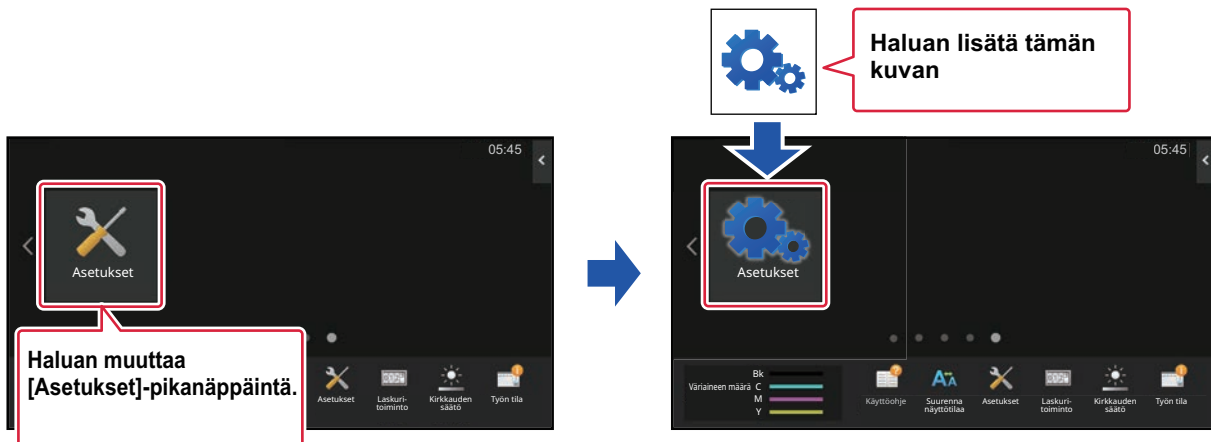 Haluan lisätä tämän
kuvan
05:45
Asetukset
Haluan muuttaa
[Asetukset]-pikanäppäintä.
Asetukset
Laskuri-
toiminto
Kirkkauden
säätö
Työn tila
05:45
Asetukset
Bk
Väriaineen määrä C
M
Y
Käyttöohje
Suurenna
näyttötilaa
Asetukset
Laskuri-
toiminto
Kirkkauden
säätö
Työn tila